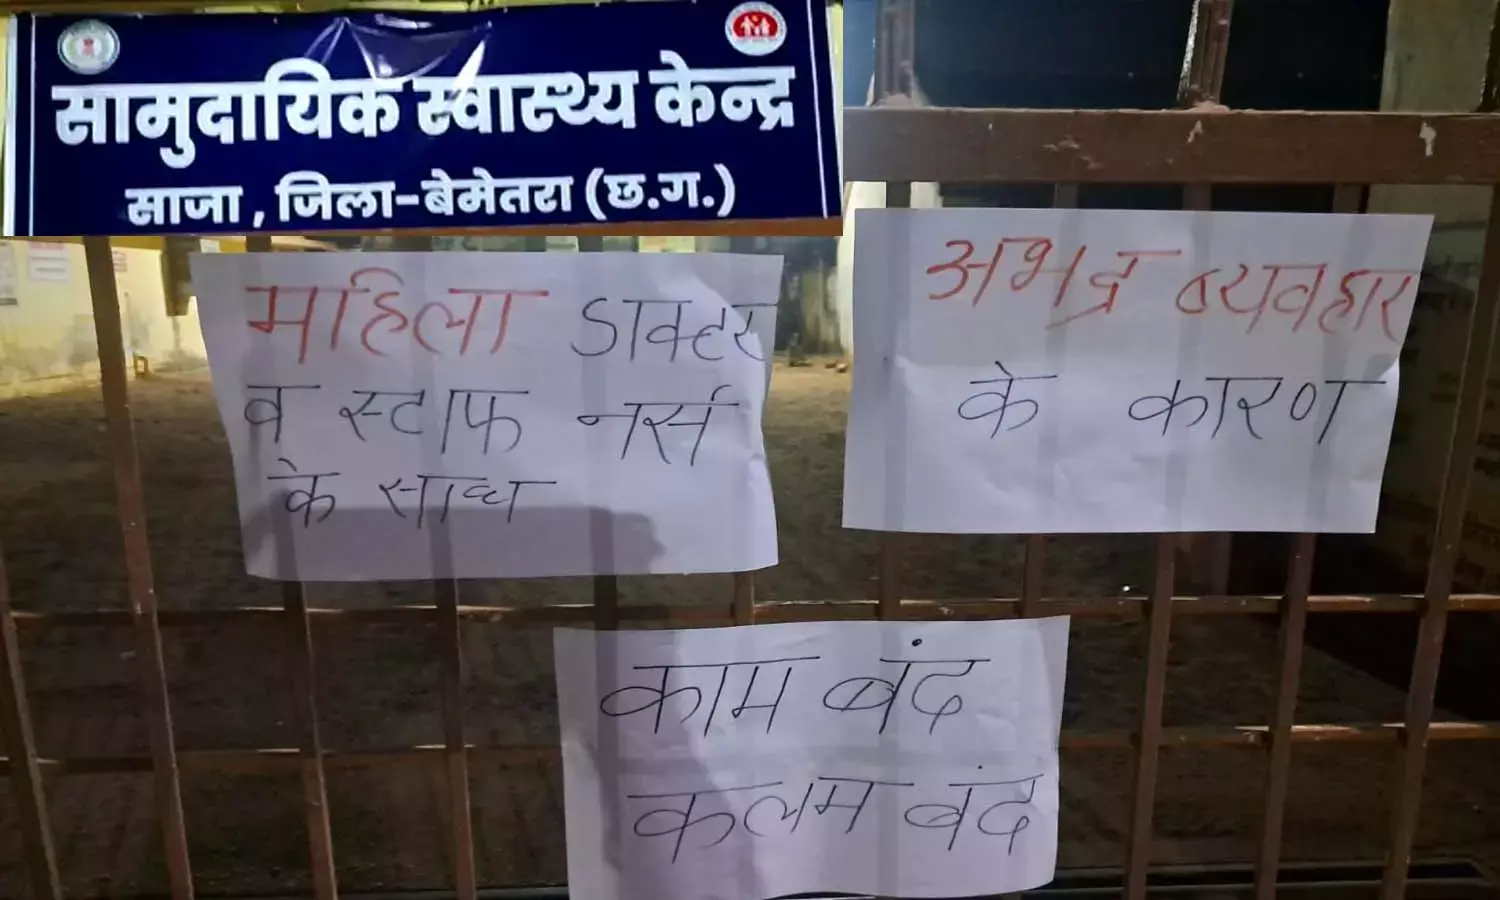 सामुदायिक स्वास्थ्य केन्द्र
साजा , जिला-बेमेतरा (छ.ग.)
महिला डाक्टर
व स्टाफ नर्स
के साथ
अभद्र व्यवहार
के कारण
काम बंद
कलम बंद